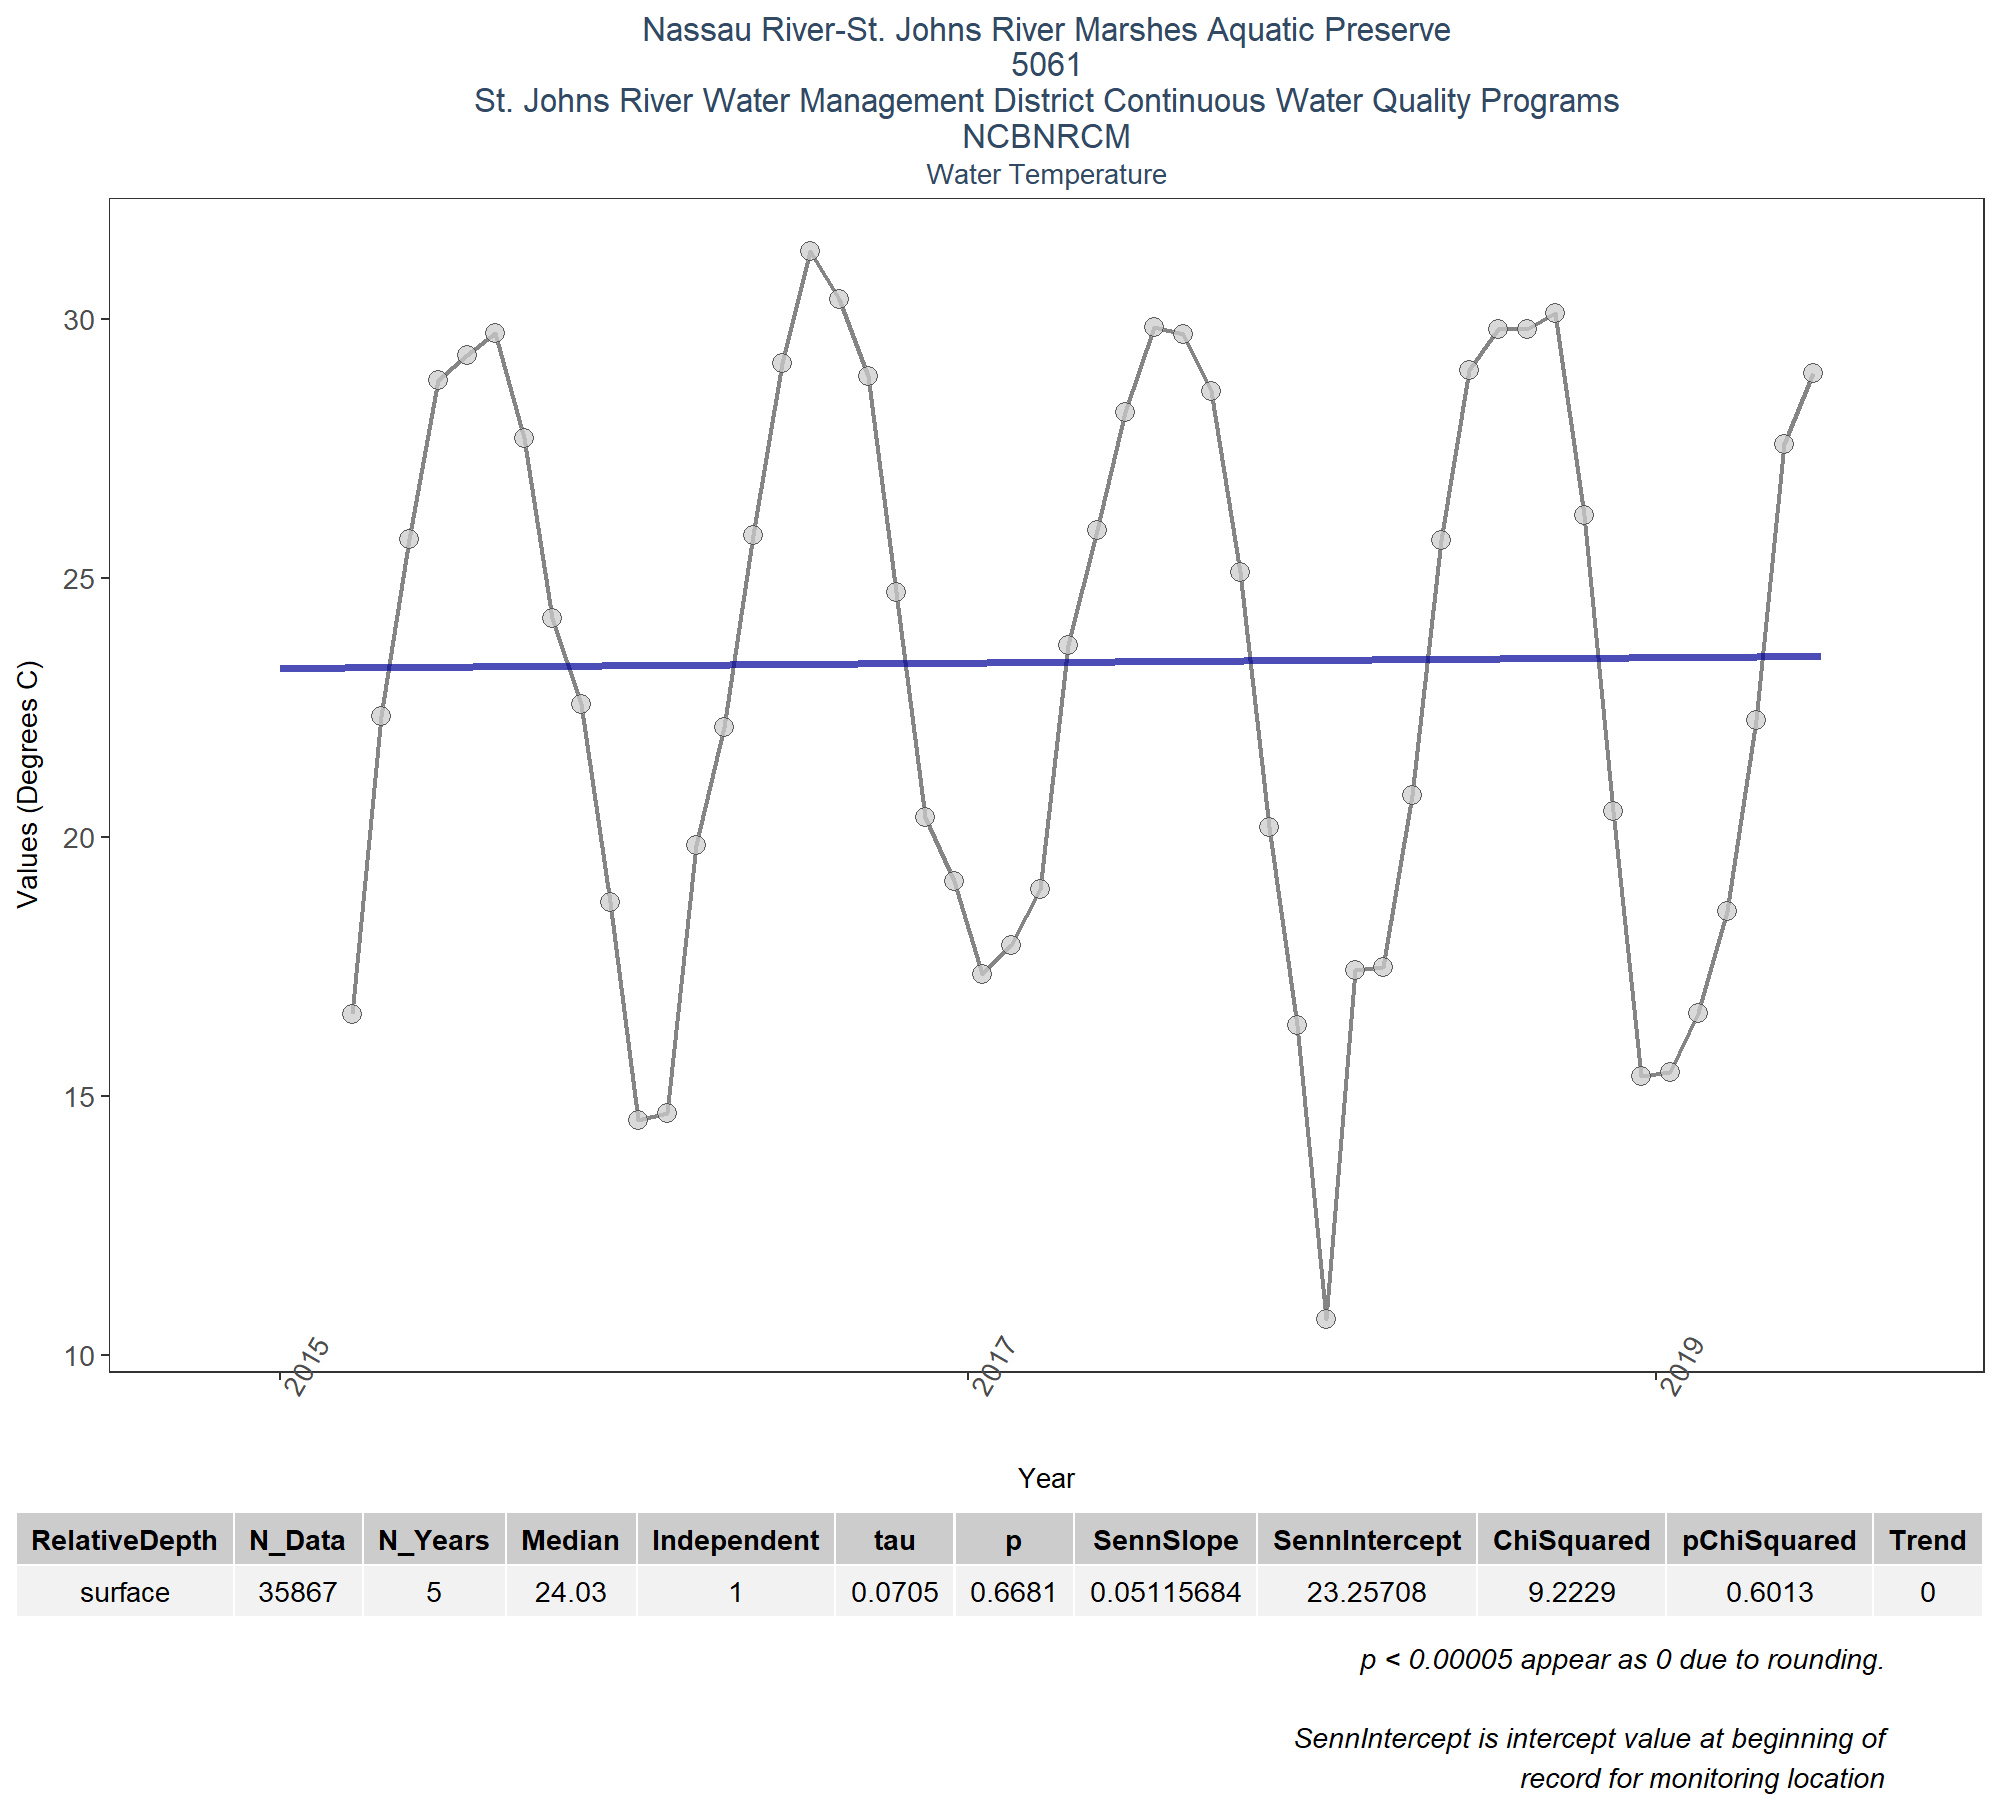 Nassau River-St. Johns River Marshes Aquatic Preserve
5061
St. Johns River Water Management District Continuous Water Quality Programs
NCBNRCM
Water Temperature
30
25
20
15
10
Values (Degrees C)
2015 2017 2019
Year
RelativeDepth N_Data N_Years Median Independent tau p SennSlope SennIntercept ChiSquared pChiSquared Trend
surface 35867 5 24.03 1 0.0705 0.6681 0.05115684 23.25708 9.2229 0.6013 0
p < 0.00005 appear as 0 due to rounding.
SennIntercept is intercept value at beginning of
record for monitoring location